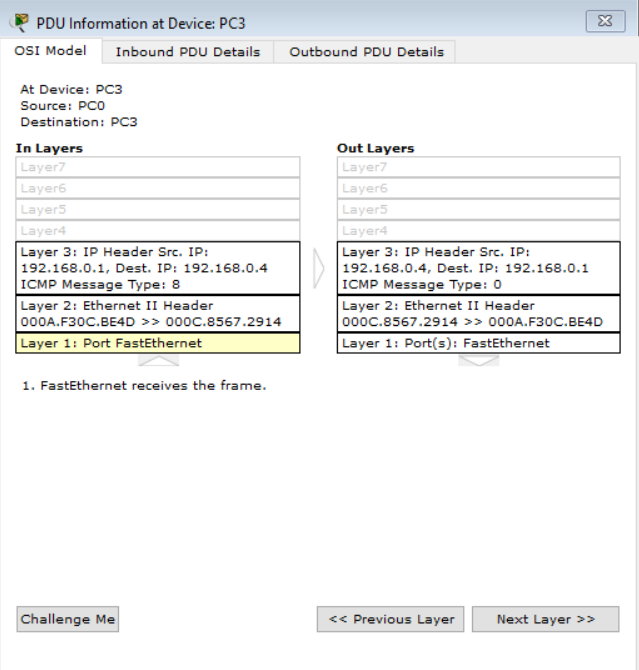 PDU Information at Device: PC3
OSI Model
Inbound PDU Details
Outbound PDU Details
At Device: PC3
Source: PC0
Destination: PC3
In Layers
Layer7
Layer6
Layer5
Layer4
Layer 3: IP Header Src. IP:
192.168.0.1, Dest. IP: 192.168.0.4
ICMP Message Type: 8
Layer 2: Ethernet II Header
000A.F30C.BE4D >> 000C.8567.2914
Layer 1: Port FastEthernet
Out Layers
Layer7
Layer6
Layer5
Layer4
Layer 3: IP Header Src. IP:
192.168.0.4, Dest. IP: 192.168.0.1
ICMP Message Type: 0
Layer 2: Ethernet II Header
000C.8567.2914 >> 000A.F30C.BE4D
Layer 1: Port(s): FastEthernet
1. FastEthernet receives the frame.
Challenge Me
<< Previous Layer
Next Layer >>